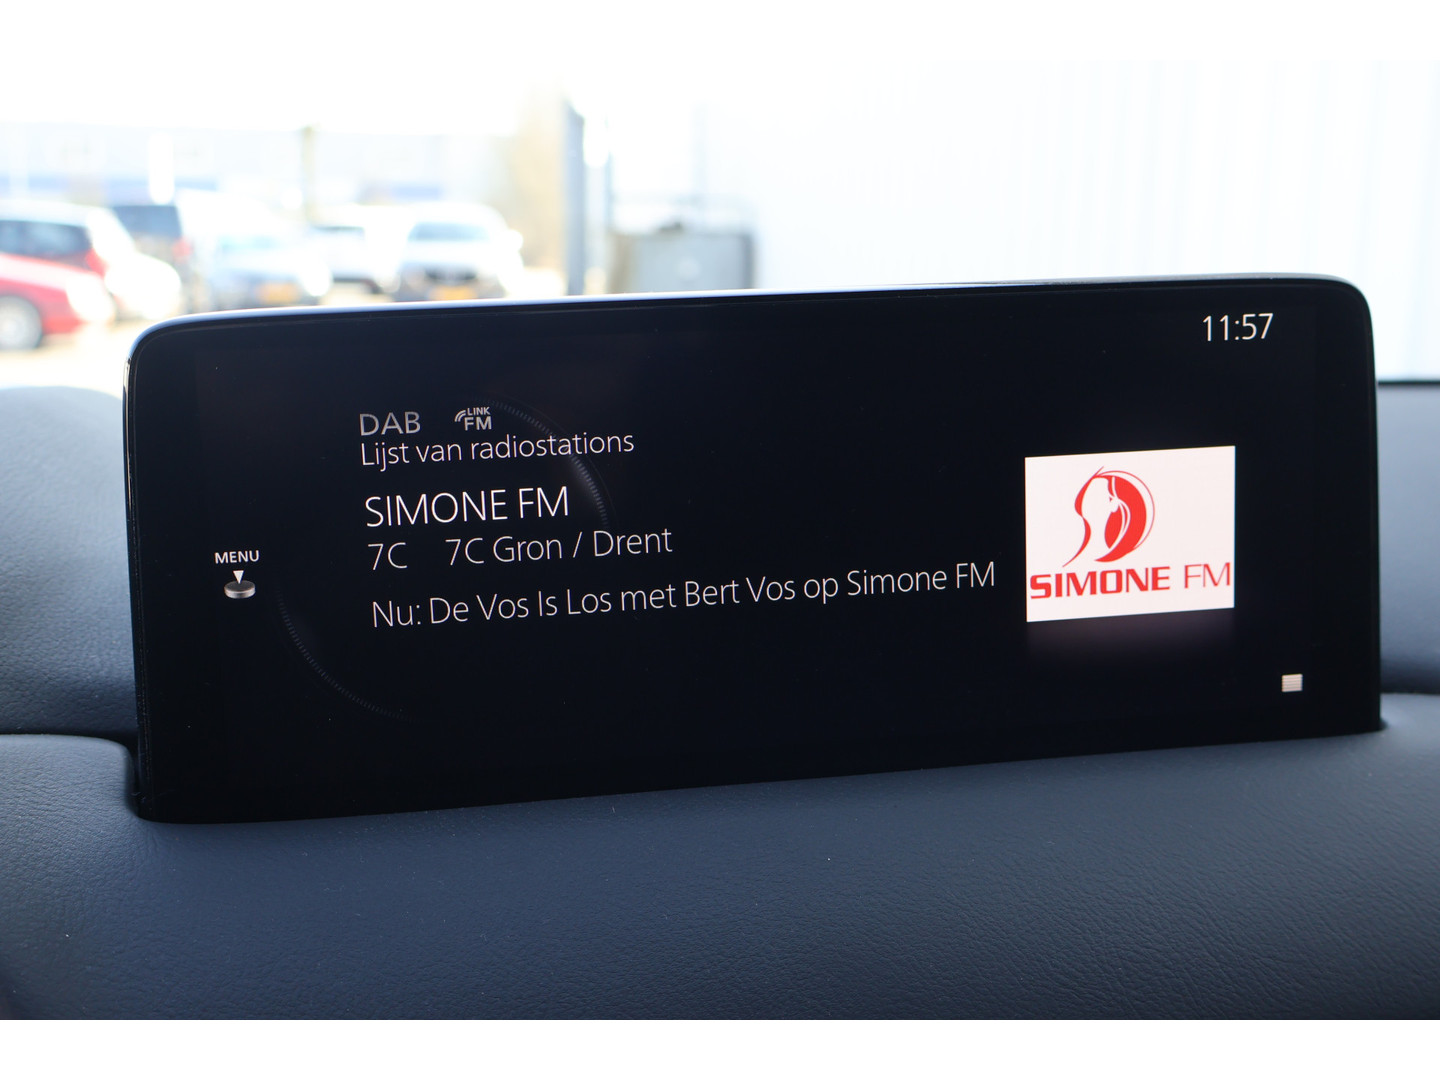 11:57
DAB LINK FM
Lijst van radiostations
SIMONE FM
7C 7C Gron / Drent
Nu: De Vos Is Los met Bert Vos op Simone FM
MENU
SIMONE FM